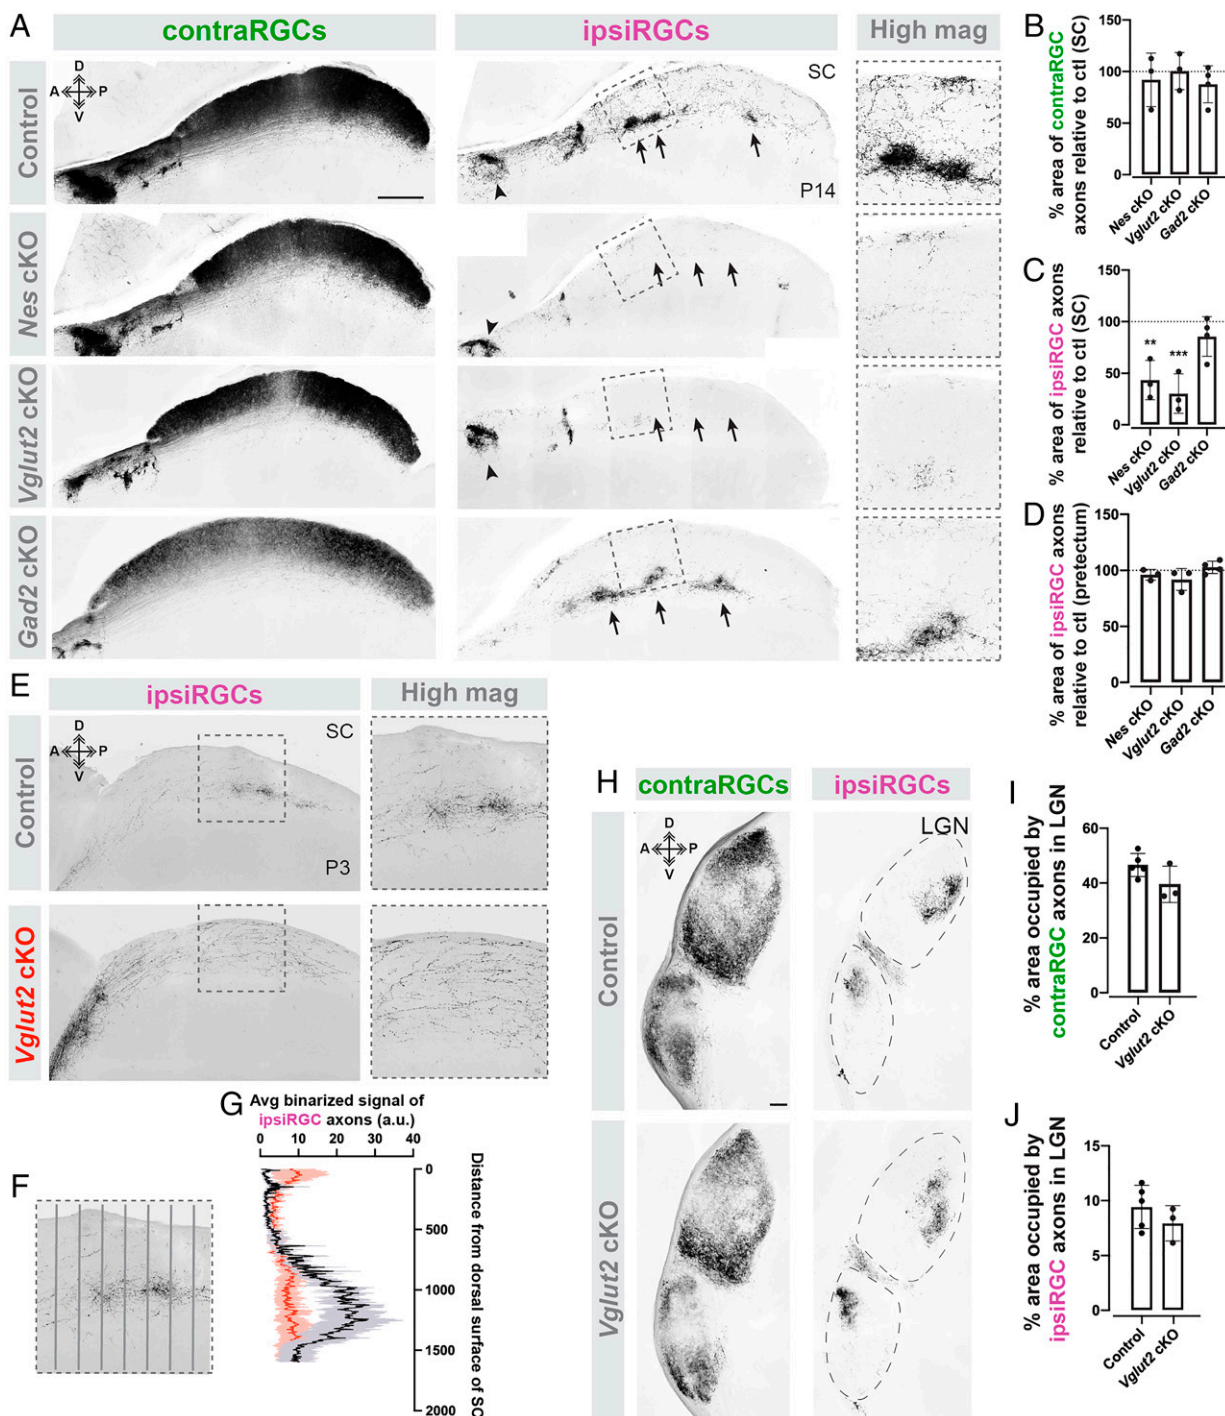 A
contraRGCs
ipsiRGCs
High mag
Control
D
A P
V
SC
P14
Nes cKO
Vglut2 cKO
Gad2 cKO
B
% area of contraRGC
axons relative to ctl (SC)
150
100
50
0
Nes cKO
Vglut2 cKO
Gad2 cKO
C
% area of ipsiRGC axons
relative to ctl (SC)
150
100
50
0
**
***
Nes cKO
Vglut2 cKO
Gad2 cKO
D
% area of ipsiRGC axons
relative to ctl (pretectum)
150
100
50
0
Nes cKO
Vglut2 cKO
Gad2 cKO
E
ipsiRGCs
High mag
Control
D
A P
V
SC
P3
Vglut2 cKO
F
G
Avg binarized signal of
ipsiRGC axons (a.u.)
0 10 20 30 40
0
500
1000
1500
2000
Distance from dorsal surface of SC
H
contraRGCs
ipsiRGCs
Control
D
A P
V
LGN
Vglut2 cKO
I
% area occupied by
contraRGC axons in LGN
60
40
20
0
Control
Vglut2 cKO
J
% area occupied by
ipsiRGC axons in LGN
15
10
5
0
Control
Vglut2 cKO